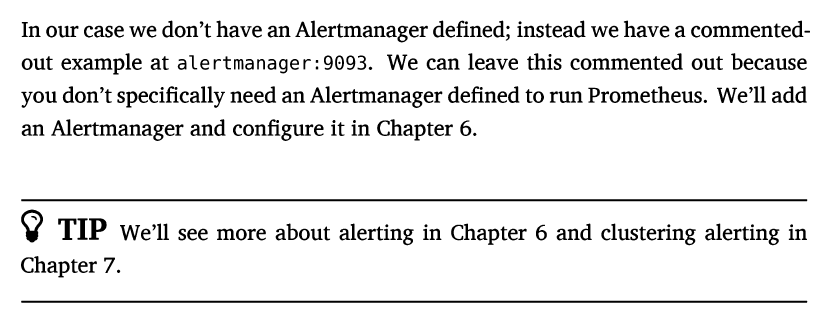 In our case we don’t have an Alertmanager defined; instead we have a commented-
out example at alertmanager:9093. We can leave this commented out because
you don’t specifically need an Alertmanager defined to run Prometheus. We’ll add
an Alertmanager and configure it in Chapter 6.
TIP We’ll see more about alerting in Chapter 6 and clustering alerting in
Chapter 7.